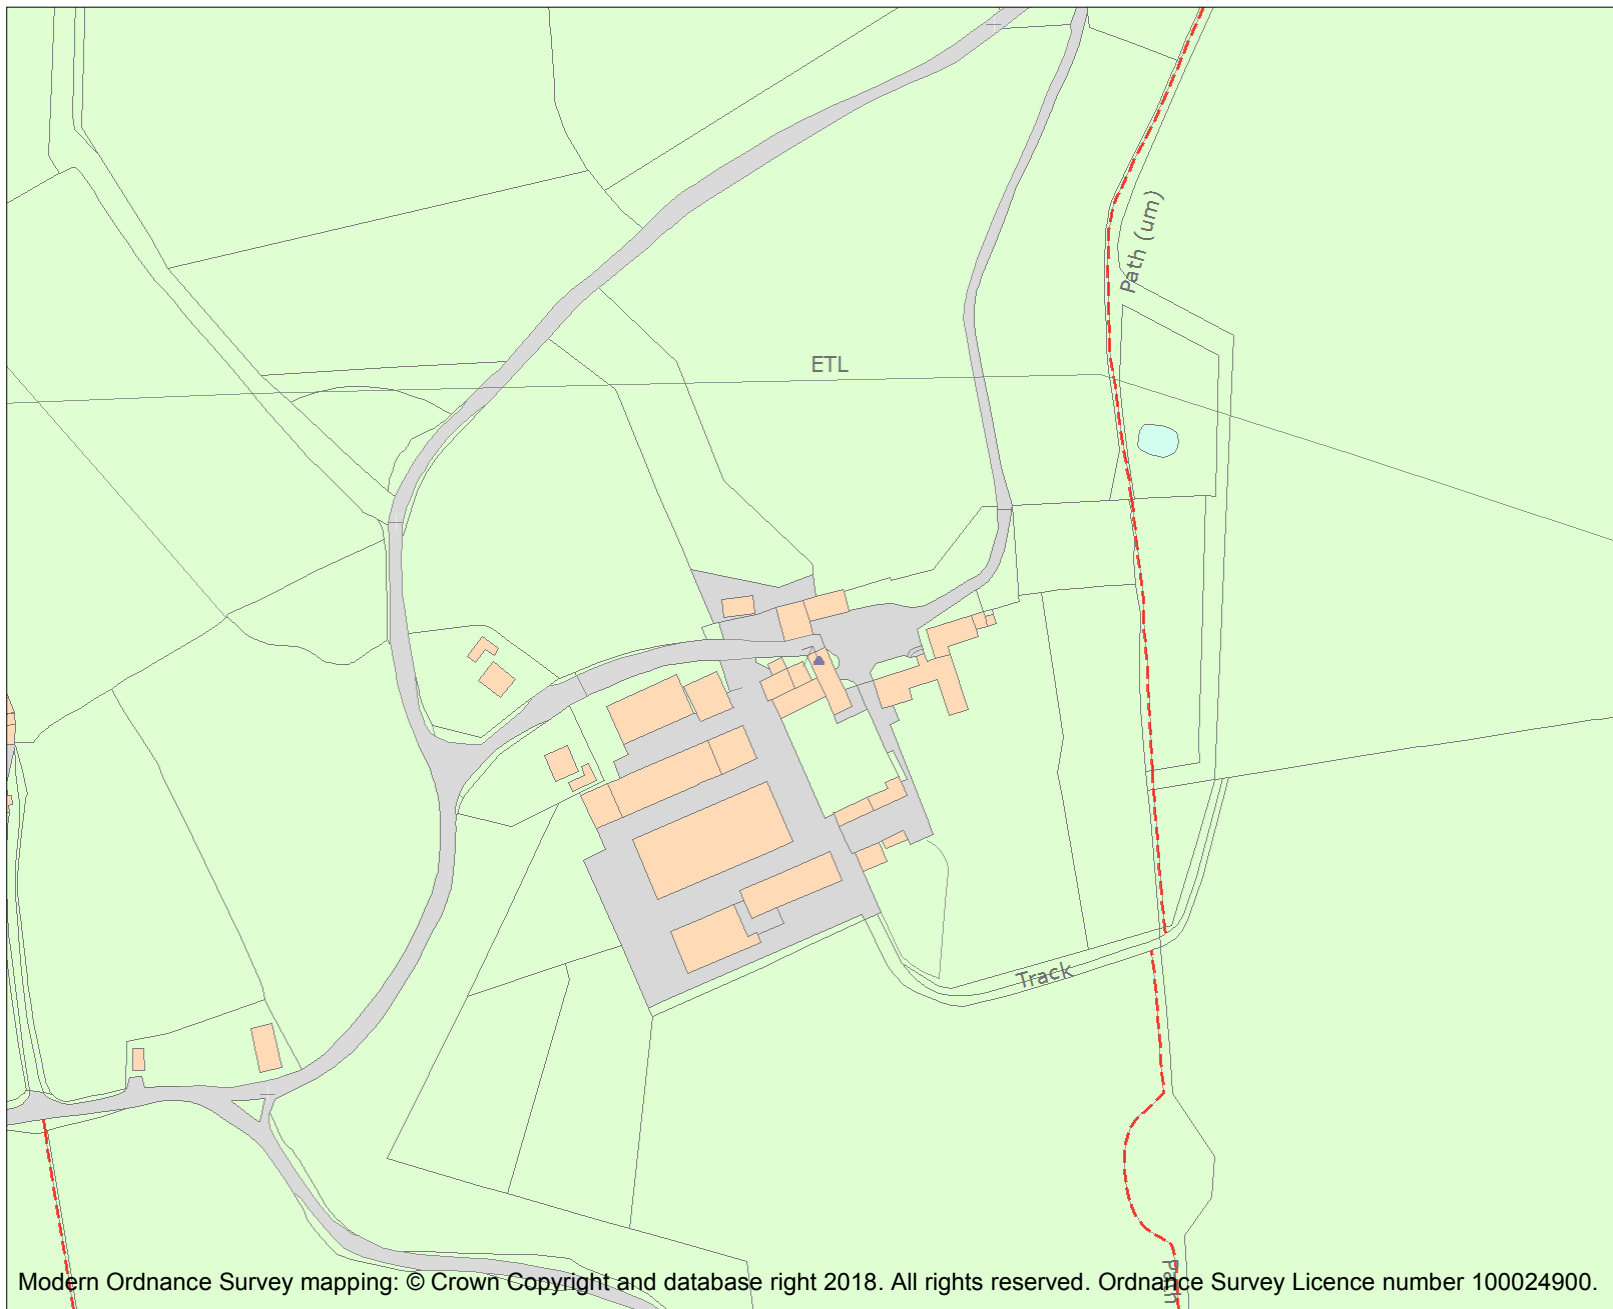 Path (um)
ETL
Track
Path
Modern Ordnance Survey mapping: © Crown Copyright and database right 2018. All rights reserved. Ordnance Survey Licence number 100024900.